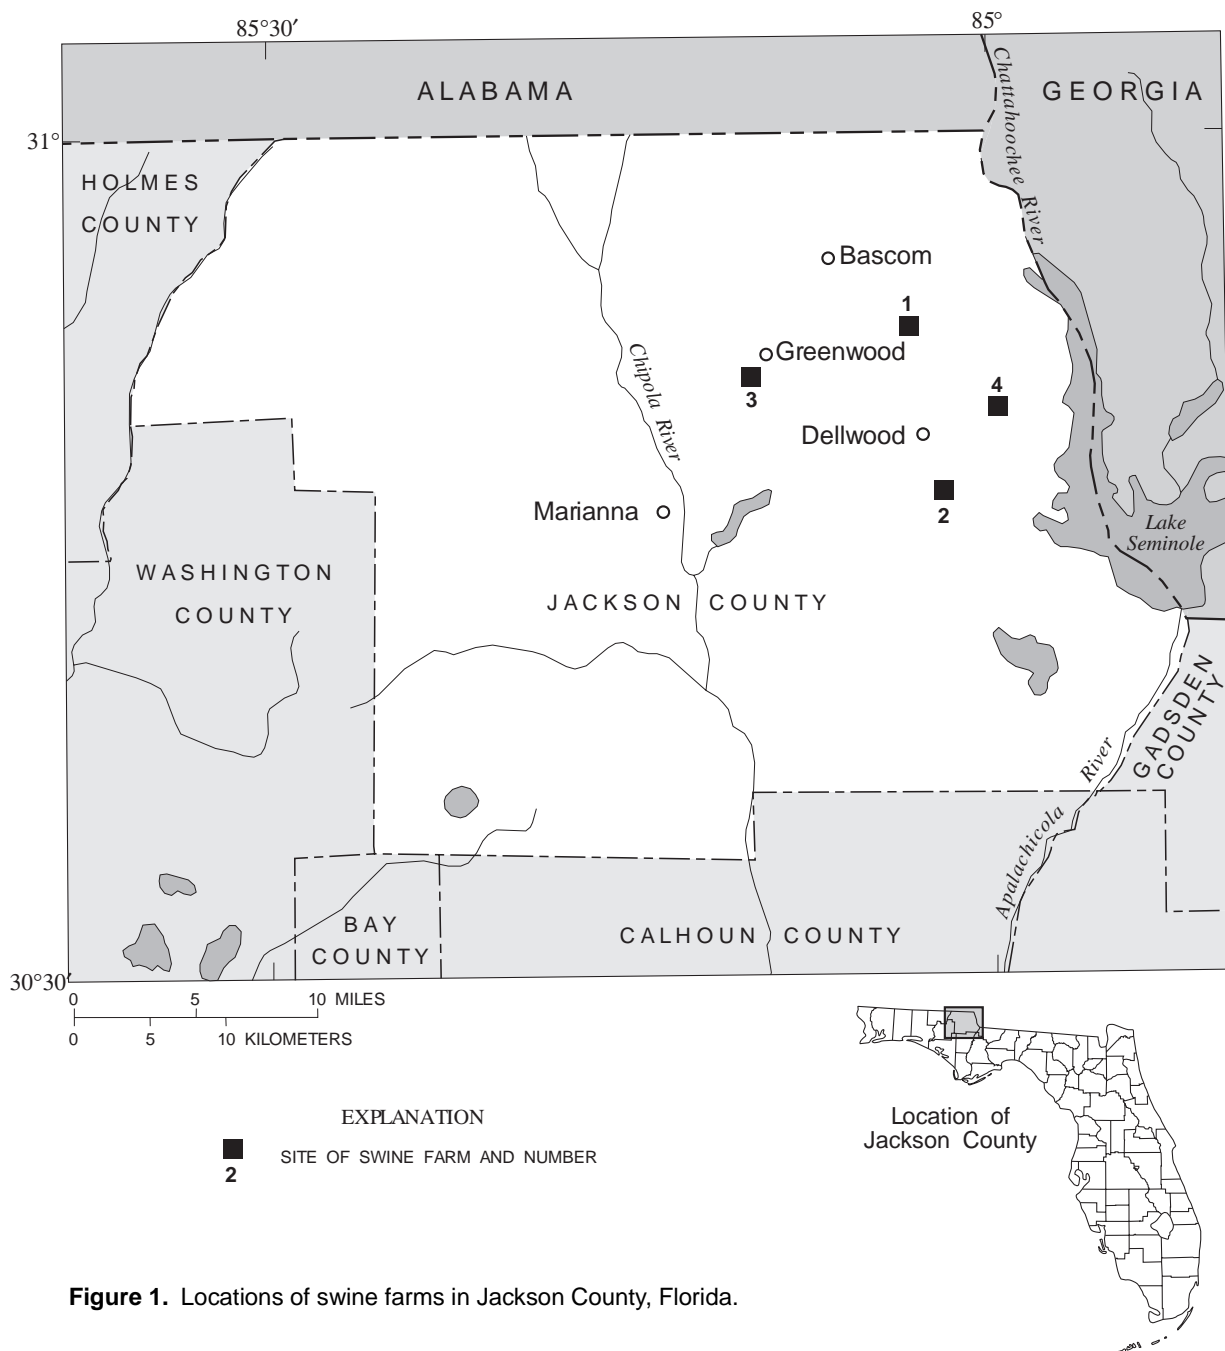 85°30′
85°
ALABAMA
GEORGIA
Chattahoochee River
31°
HOLMES
COUNTY
Bascom
1
Greenwood
3
Chipola River
4
Dellwood
2
Marianna
Lake
Seminole
WASHINGTON
COUNTY
JACKSON COUNTY
GADSDEN
COUNTY
Apalachicola River
BAY
COUNTY
CALHOUN COUNTY
30°30′
0 5 10 MILES
0 5 10 KILOMETERS
EXPLANATION
SITE OF SWINE FARM AND NUMBER
2
Location of
Jackson County
Figure 1. Locations of swine farms in Jackson County, Florida.